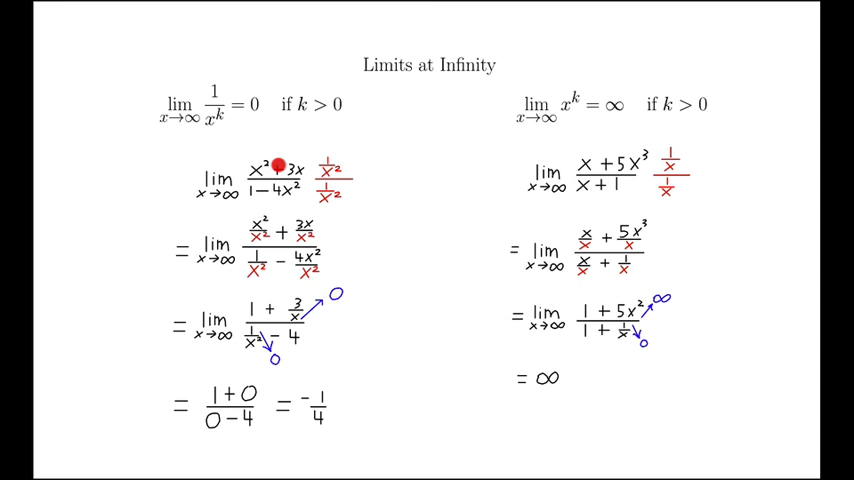 Limits at Infinity
lim x→∞ 1/x^k = 0 if k > 0
lim x→∞ (x² + 3x)/(1 − 4x²) (1/x²)/(1/x²)
= lim x→∞ (x²/x² + 3x/x²)/(1/x² − 4x²/x²)
= lim x→∞ (1 + 3/x)/(1/x² − 4) 0 0
= (1 + 0)/(0 − 4) = −1/4
lim x→∞ x^k = ∞ if k > 0
lim x→∞ (x + 5x³)/(x + 1) (1/x)/(1/x)
= lim x→∞ (x/x + 5x³/x)/(x/x + 1/x)
= lim x→∞ (1 + 5x²)/(1 + 1/x) ∞ 0
= ∞